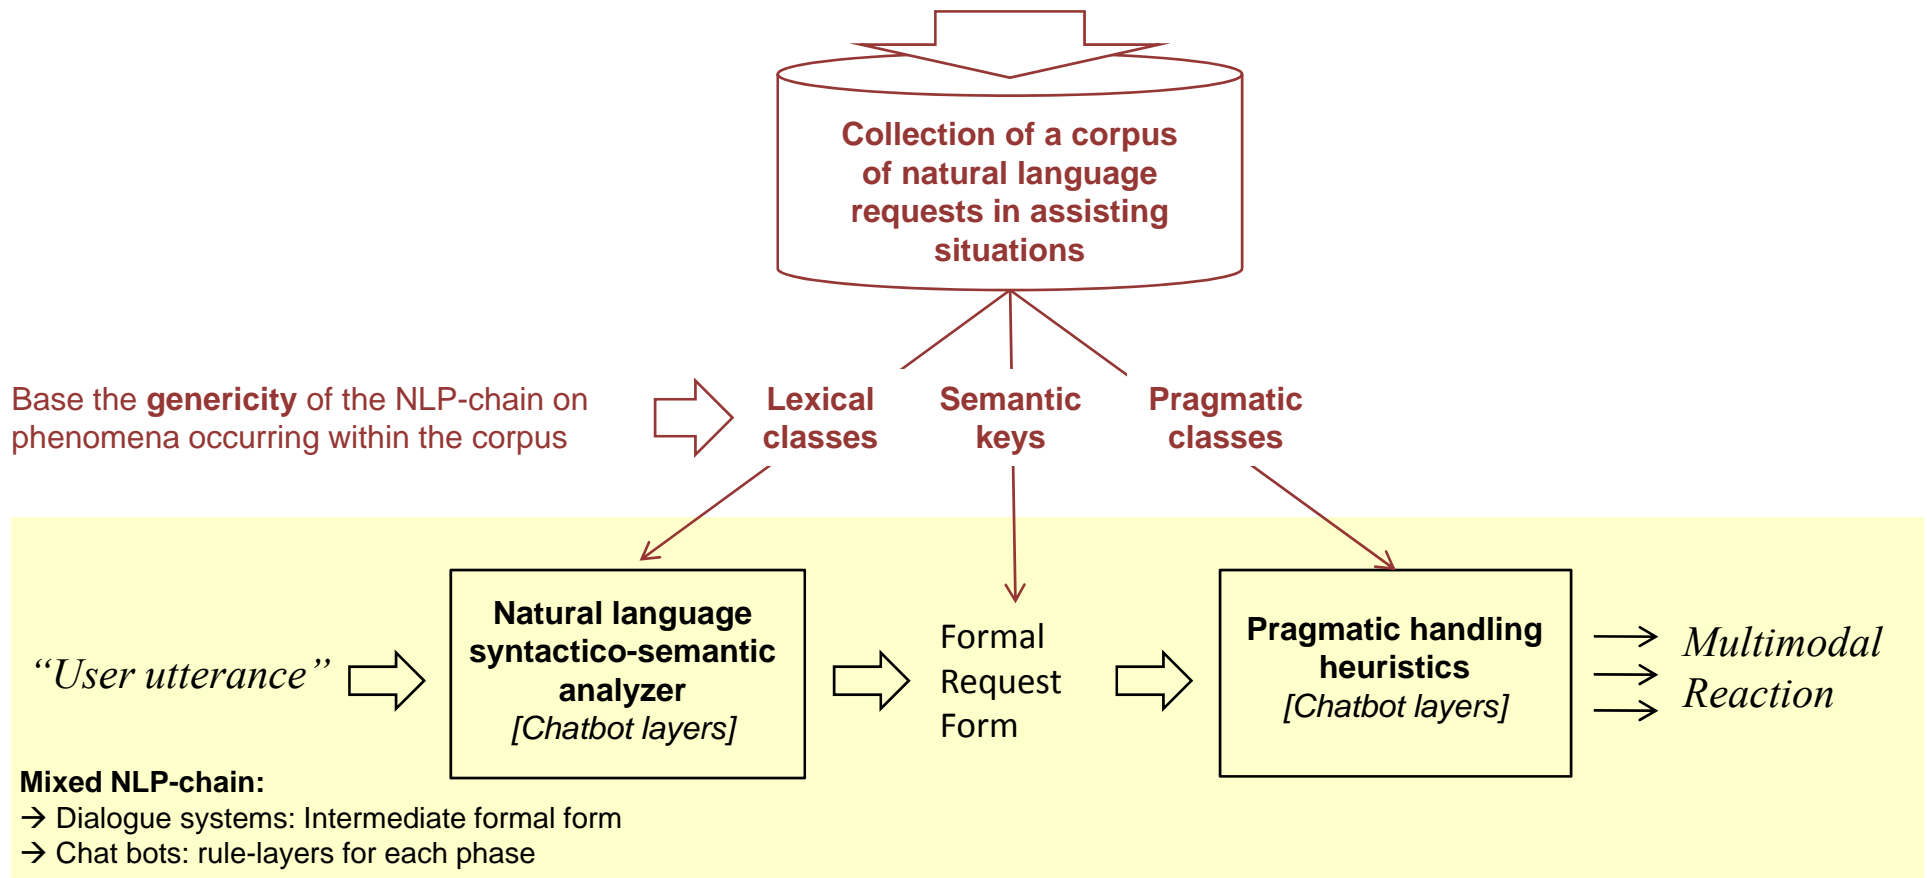 Collection of a corpus
of natural language
requests in assisting
situations
Base the genericity of the NLP-chain on
phenomena occurring within the corpus
Lexical
classes
Semantic
keys
Pragmatic
classes
“User utterance”
Natural language
syntactico-semantic
analyzer
[Chatbot layers]
Formal
Request
Form
Pragmatic handling
heuristics
[Chatbot layers]
Multimodal
Reaction
Mixed NLP-chain:
→ Dialogue systems: Intermediate formal form
→ Chat bots: rule-layers for each phase